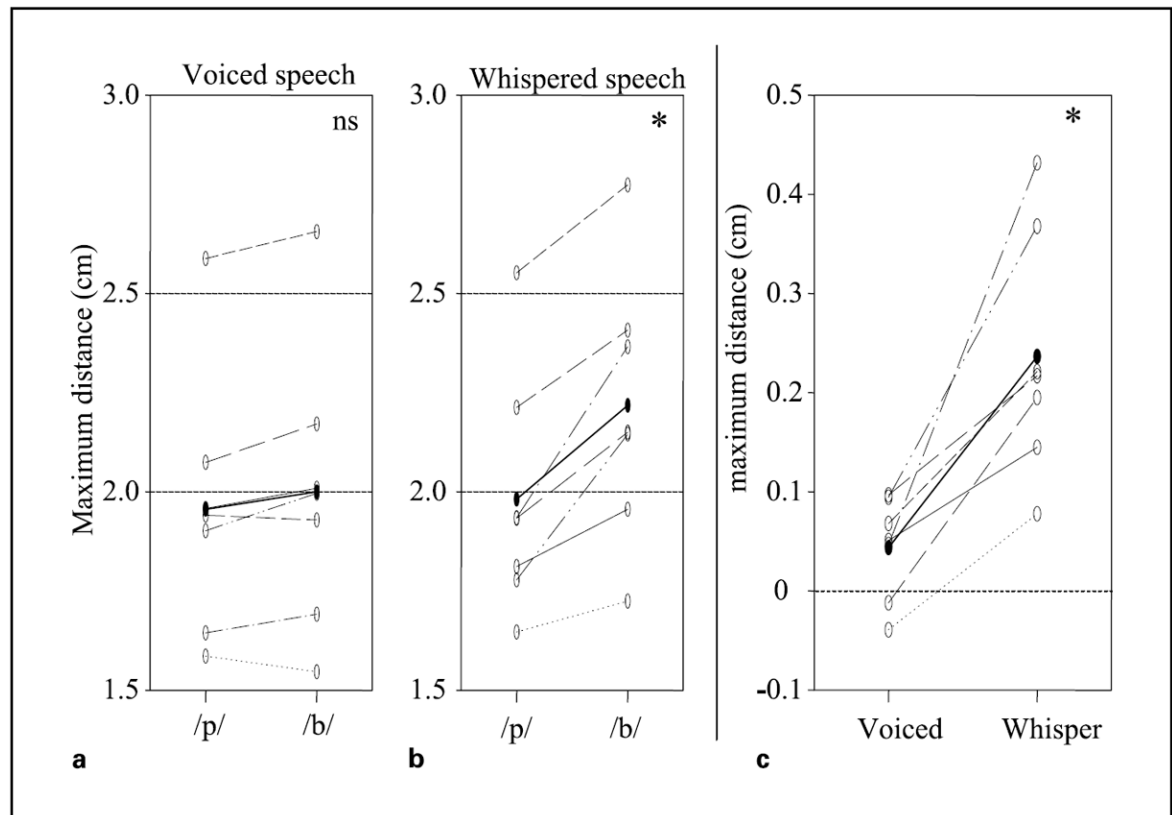 Voiced speech
Whispered speech
3.0
ns
2.5
2.0
1.5
Maximum distance (cm)
/p/
/b/
a
3.0
*
2.5
2.0
1.5
/p/
/b/
b
0.5
*
0.4
0.3
0.2
0.1
0
-0.1
maximum distance (cm)
Voiced
Whisper
c